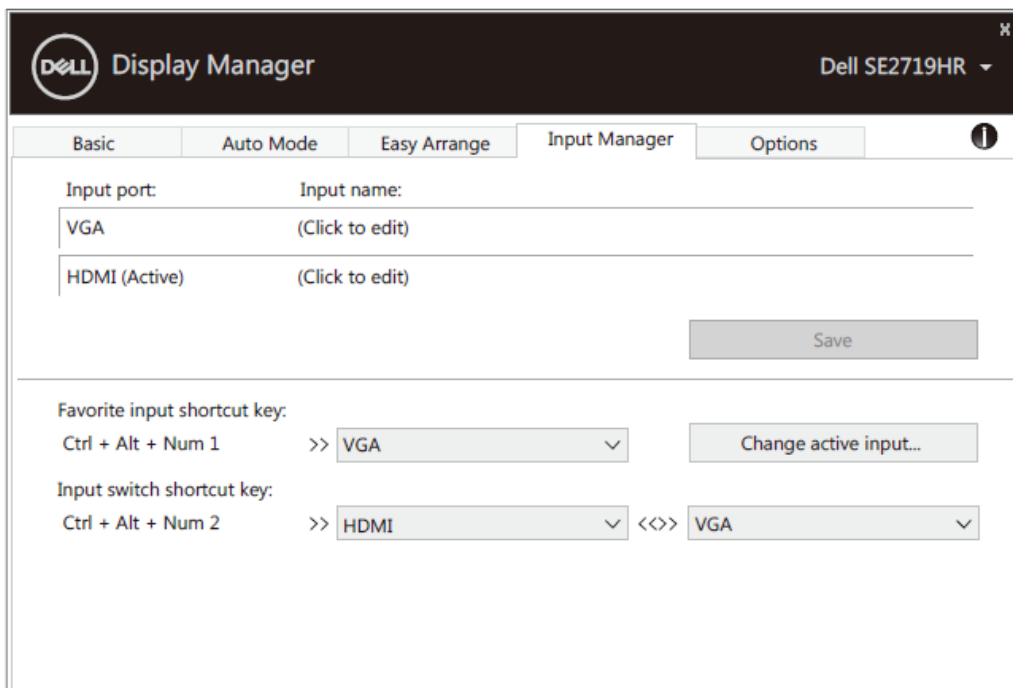 x
DELL Display Manager Dell SE2719HR
Basic Auto Mode Easy Arrange Input Manager Options i
Input port: Input name:
VGA (Click to edit)
HDMI (Active) (Click to edit)
Save
Favorite input shortcut key:
Ctrl + Alt + Num 1 >> VGA Change active input...
Input switch shortcut key:
Ctrl + Alt + Num 2 >> HDMI <<>> VGA